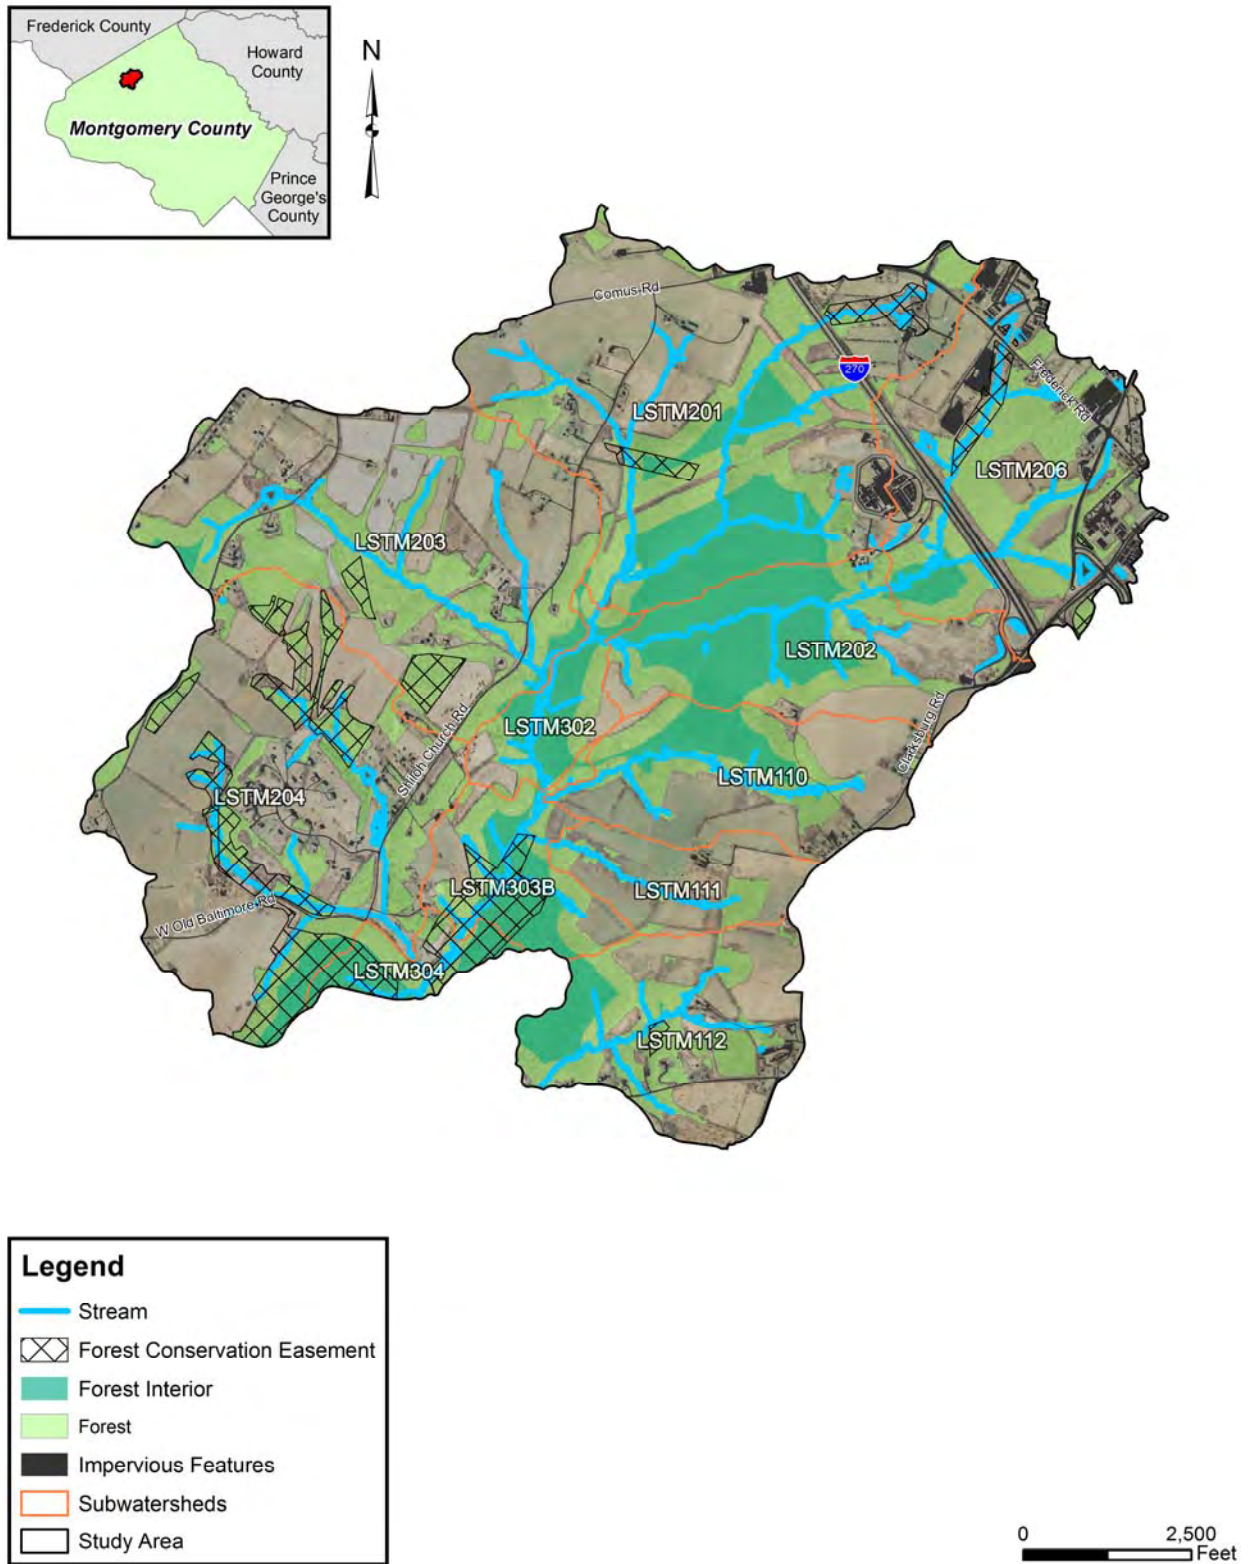 Frederick County
Howard
County
Montgomery County
Prince
George's
County
N
Comus Rd
270
Frederick Rd
LSTM201
LSTM206
LSTM203
LSTM202
Clarksburg Rd
LSTM302
Slidoh Church Rd
LSTM110
LSTM204
LSTM303B
LSTM111
W Old Baltimore Rd
LSTM304
LSTM112
Legend
Stream
Forest Conservation Easement
Forest Interior
Forest
Impervious Features
Subwatersheds
Study Area
0 2,500
Feet